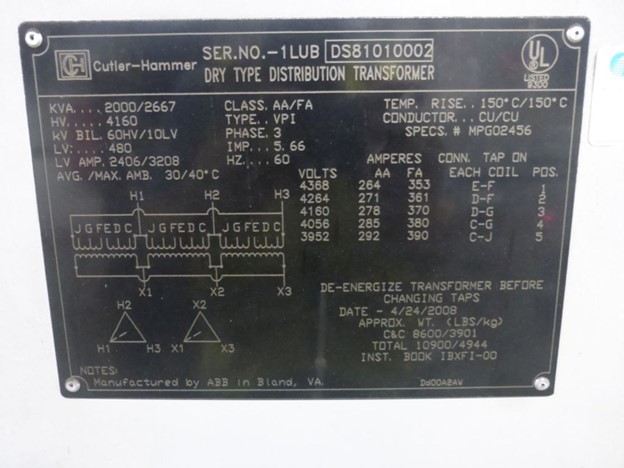 CH Cutler-Hammer
SER.NO.-1LUB DS81010002
DRY TYPE DISTRIBUTION TRANSFORMER
UL
LISTED
9300
KVA.... 2000/2667 CLASS. AA/FA TEMP. RISE.. 150°C/150°C
HV..... 4160 TYPE.. VPI CONDUCTOR.. CU/CU
KV BIL. 60HV/10LV PHASE. 3 SPECS. # MPG02456
LV..... 480 IMP... 5.66
LV AMP. 2406/3208 HZ.... 60
AVG. /MAX. AMB. 30/40°C
AMPERES CONN. TAP ON
VOLTS AA FA EACH COIL POS.
4368 264 353 E-F 1
4264 271 361 D-F 2
4160 278 370 D-G 3
4056 285 380 C-G 4
3952 292 390 C-J 5
H1 H2 H3
J G F E D C J G F E D C J G F E D C
X1 X2 X3
H2 X2
H1 H3 X1 X3
DE-ENERGIZE TRANSFORMER BEFORE
CHANGING TAPS
DATE - 4/24/2008
APPROX. WT. (LBS/kg)
C&C 8600/3901
TOTAL 10900/4944
INST. BOOK IBXFI-00
NOTES:
Manufactured by ABB in Bland, VA.